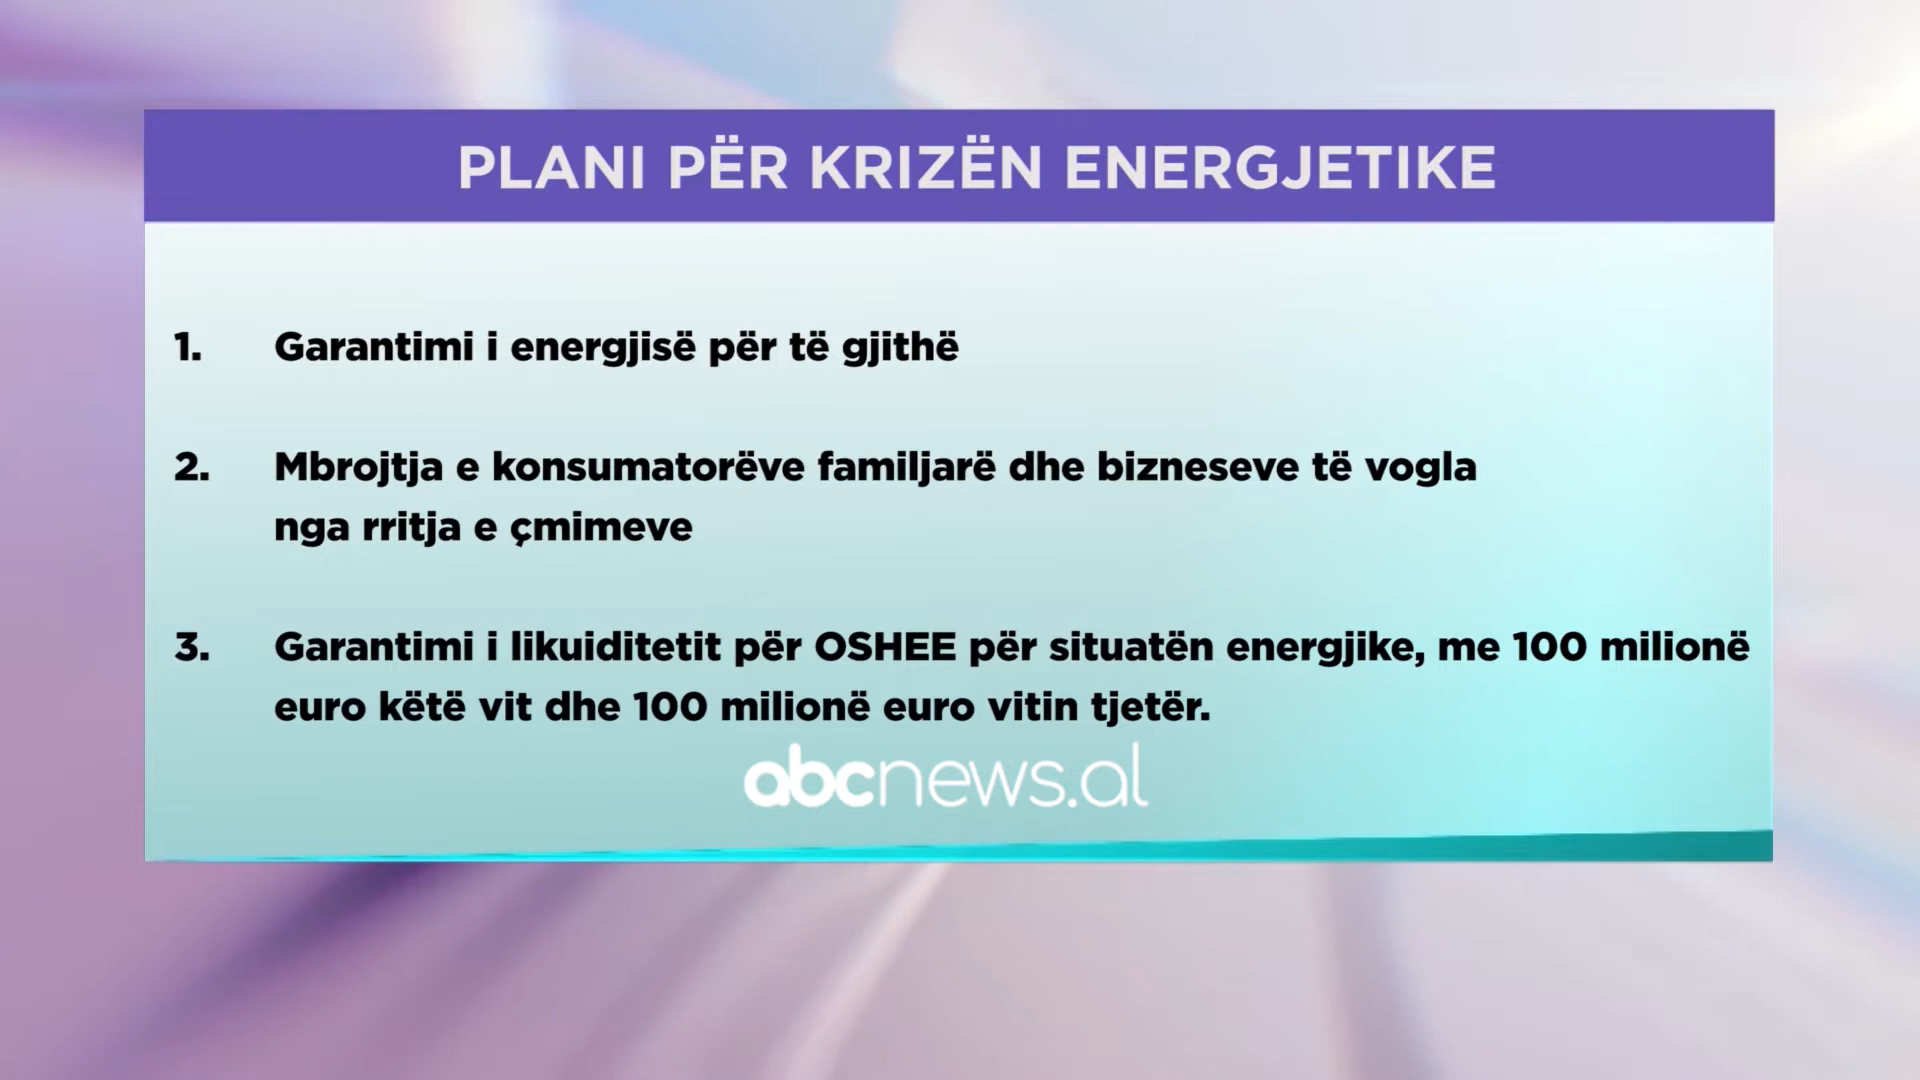 PLANI PËR KRIZËN ENERGJETIKE
1. Garantimi i energjisë për të gjithë
2. Mbrojtja e konsumatorëve familjarë dhe bizneseve të vogla
nga rritja e çmimeve
3. Garantimi i likuiditetit për OSHEE për situatën energjike, me 100 milionë
euro këtë vit dhe 100 milionë euro vitin tjetër.
abcnews.al